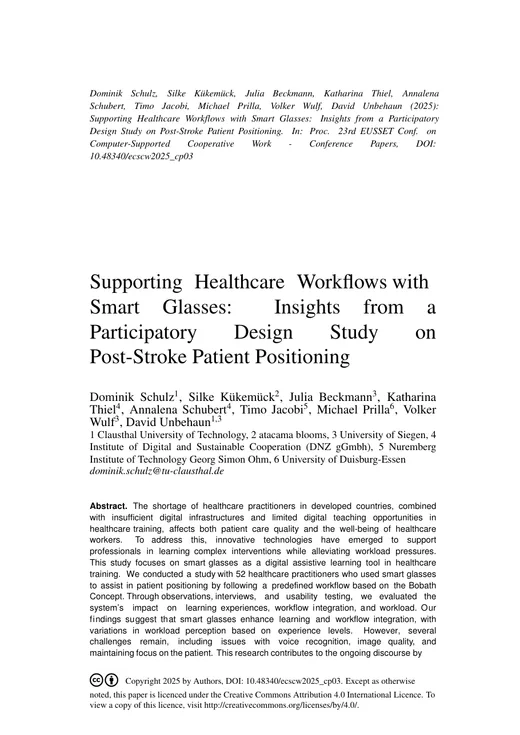 Dominik Schulz, Silke Kükemück, Julia Beckmann, Katharina Thiel, Annalena
Schubert, Timo Jacobi, Michael Prilla, Volker Wulf, David Unbehaun (2025):
Supporting Healthcare Workflows with Smart Glasses: Insights from a Participatory
Design Study on Post-Stroke Patient Positioning. In: Proc. 23rd EUSSET Conf. on
Computer-Supported Cooperative Work - Conference Papers, DOI:
10.48340/ecscw2025_cp03
Supporting Healthcare Workflows with
Smart Glasses: Insights from a
Participatory Design Study on
Post-Stroke Patient Positioning
Dominik Schulz¹, Silke Kükemück², Julia Beckmann³, Katharina
Thiel⁴, Annalena Schubert⁴, Timo Jacobi⁵, Michael Prilla⁶, Volker
Wulf³, David Unbehaun¹,³
1 Clausthal University of Technology, 2 atacama blooms, 3 University of Siegen, 4
Institute of Digital and Sustainable Cooperation (DNZ gGmbh), 5 Nuremberg
Institute of Technology Georg Simon Ohm, 6 University of Duisburg-Essen
dominik.schulz@tu-clausthal.de
Abstract. The shortage of healthcare practitioners in developed countries, combined
with insufficient digital infrastructures and limited digital teaching opportunities in
healthcare training, affects both patient care quality and the well-being of healthcare
workers. To address this, innovative technologies have emerged to support
professionals in learning complex interventions while alleviating workload pressures.
This study focuses on smart glasses as a digital assistive learning tool in healthcare
training. We conducted a study with 52 healthcare practitioners who used smart glasses
to assist in patient positioning by following a predefined workflow based on the Bobath
Concept. Through observations, interviews, and usability testing, we evaluated the
system's impact on learning experiences, workflow integration, and workload. Our
findings suggest that smart glasses enhance learning and workflow integration, with
variations in workload perception based on experience levels. However, several
challenges remain, including issues with voice recognition, image quality, and
maintaining focus on the patient. This research contributes to the ongoing discourse by
Copyright 2025 by Authors, DOI: 10.48340/ecscw2025_cp03. Except as otherwise
noted, this paper is licenced under the Creative Commons Attribution 4.0 International Licence. To
view a copy of this licence, visit http://creativecommons.org/licenses/by/4.0/.